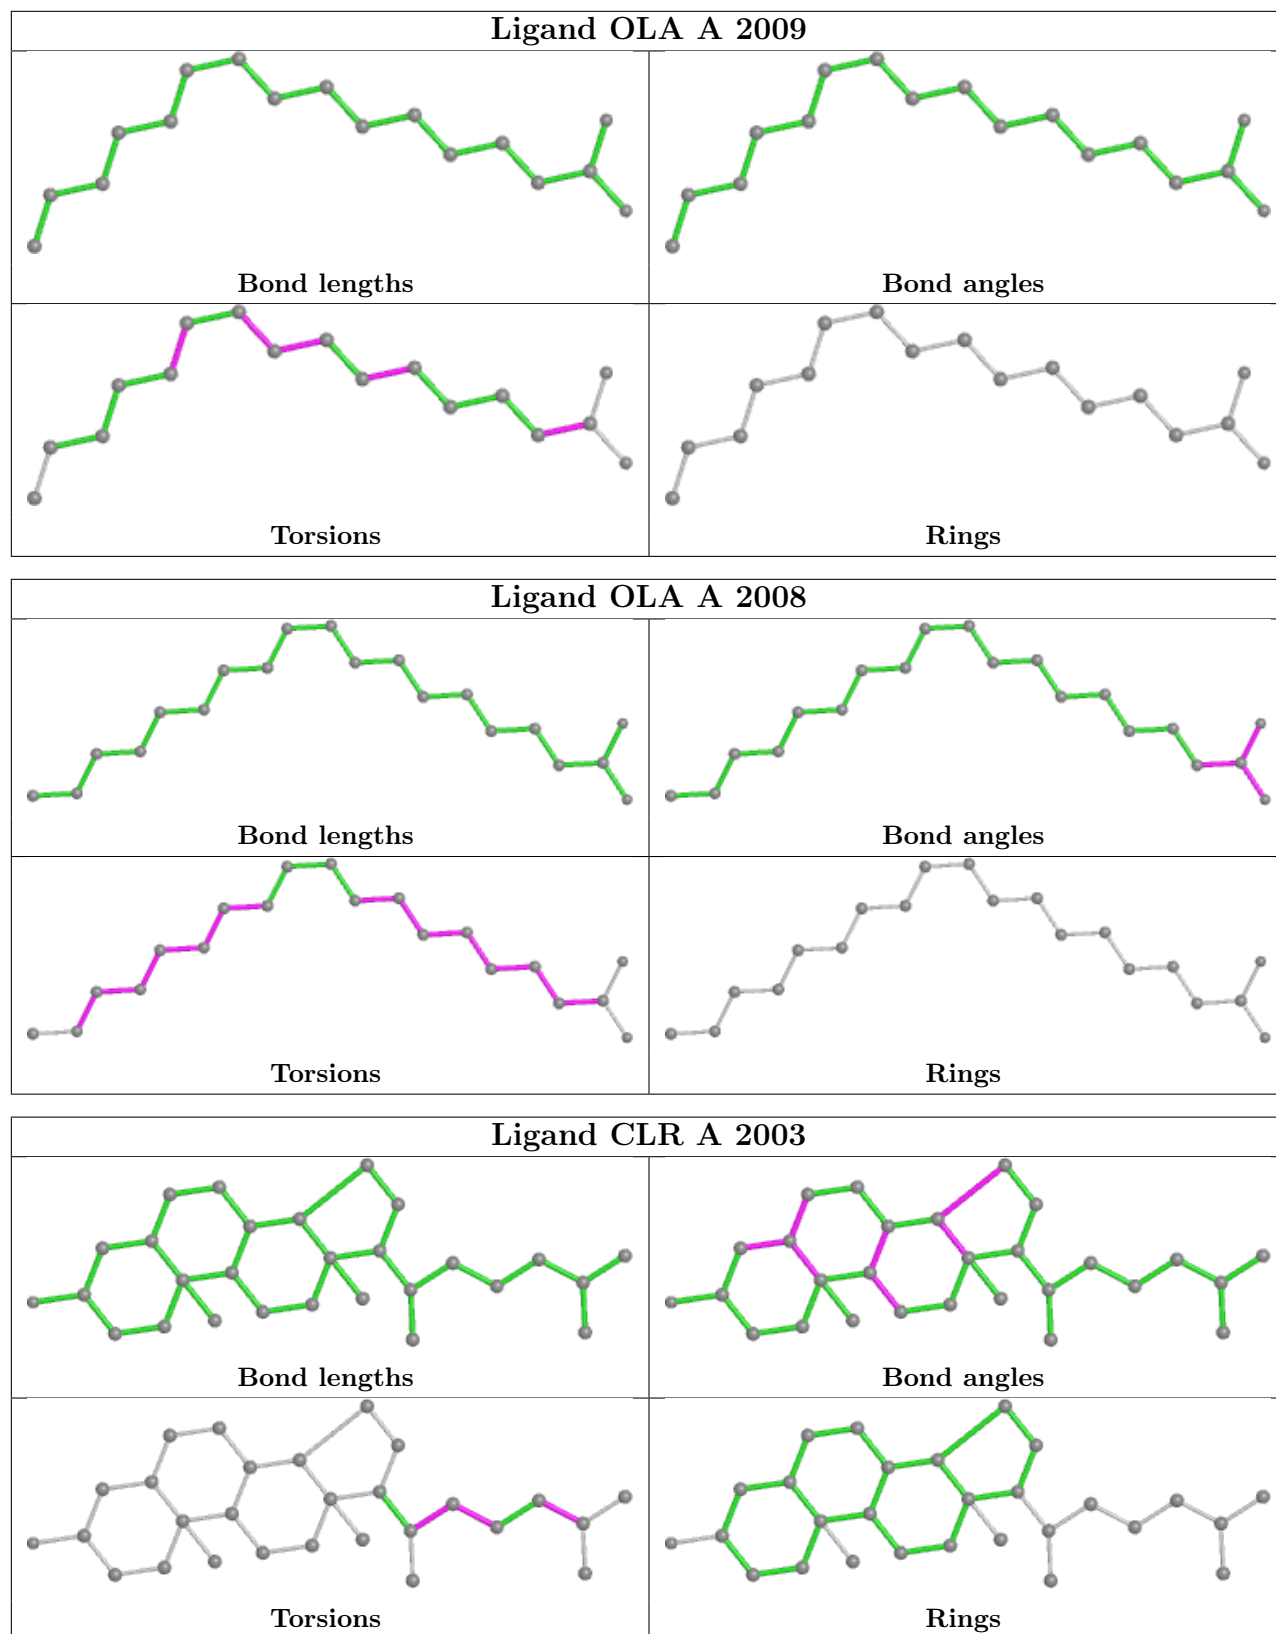 Ligand OLA A 2009
Bond lengths
Bond angles
Torsions
Rings
Ligand OLA A 2008
Bond lengths
Bond angles
Torsions
Rings
Ligand CLR A 2003
Bond lengths
Bond angles
Torsions
Rings